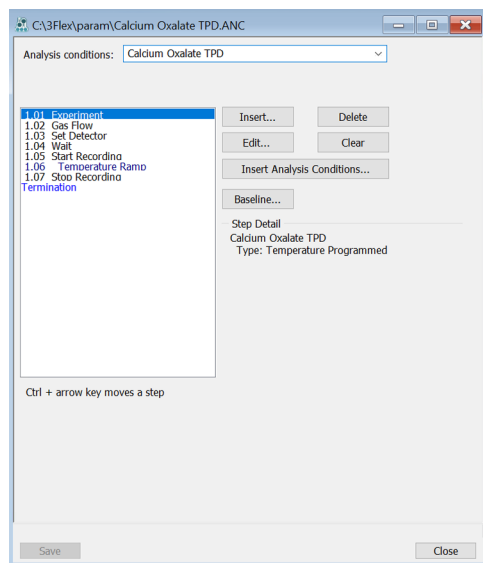 C:\3Flex\param\Calcium Oxalate TPD.ANC
Analysis conditions: Calcium Oxalate TPD
1.01 Experiment
1.02 Gas Flow
1.03 Set Detector
1.04 Wait
1.05 Start Recording
1.06 Temperature Ramp
1.07 Stop Recording
Termination
Insert... Delete
Edit... Clear
Insert Analysis Conditions...
Baseline...
Step Detail
Calcium Oxalate TPD
Type: Temperature Programmed
Ctrl + arrow key moves a step
Save Close